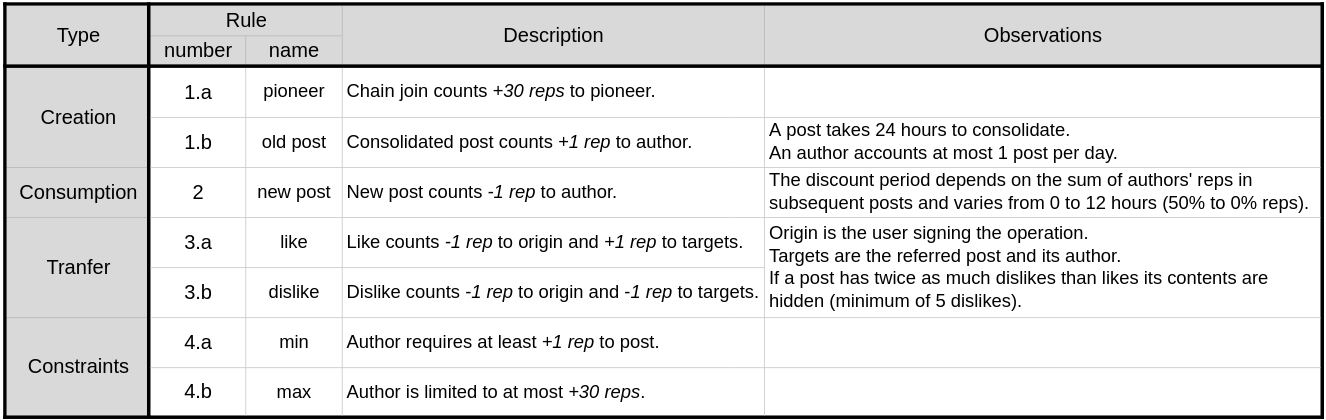 Type
Rule
number
name
Description
Observations
Creation
1.a
pioneer
Chain join counts +30 reps to pioneer.
1.b
old post
Consolidated post counts +1 rep to author.
A post takes 24 hours to consolidate.
An author accounts at most 1 post per day.
Consumption
2
new post
New post counts -1 rep to author.
The discount period depends on the sum of authors' reps in
subsequent posts and varies from 0 to 12 hours (50% to 0% reps).
Tranfer
3.a
like
Like counts -1 rep to origin and +1 rep to targets.
Origin is the user signing the operation.
Targets are the referred post and its author.
If a post has twice as much dislikes than likes its contents are
hidden (minimum of 5 dislikes).
3.b
dislike
Dislike counts -1 rep to origin and -1 rep to targets.
Constraints
4.a
min
Author requires at least +1 rep to post.
4.b
max
Author is limited to at most +30 reps.